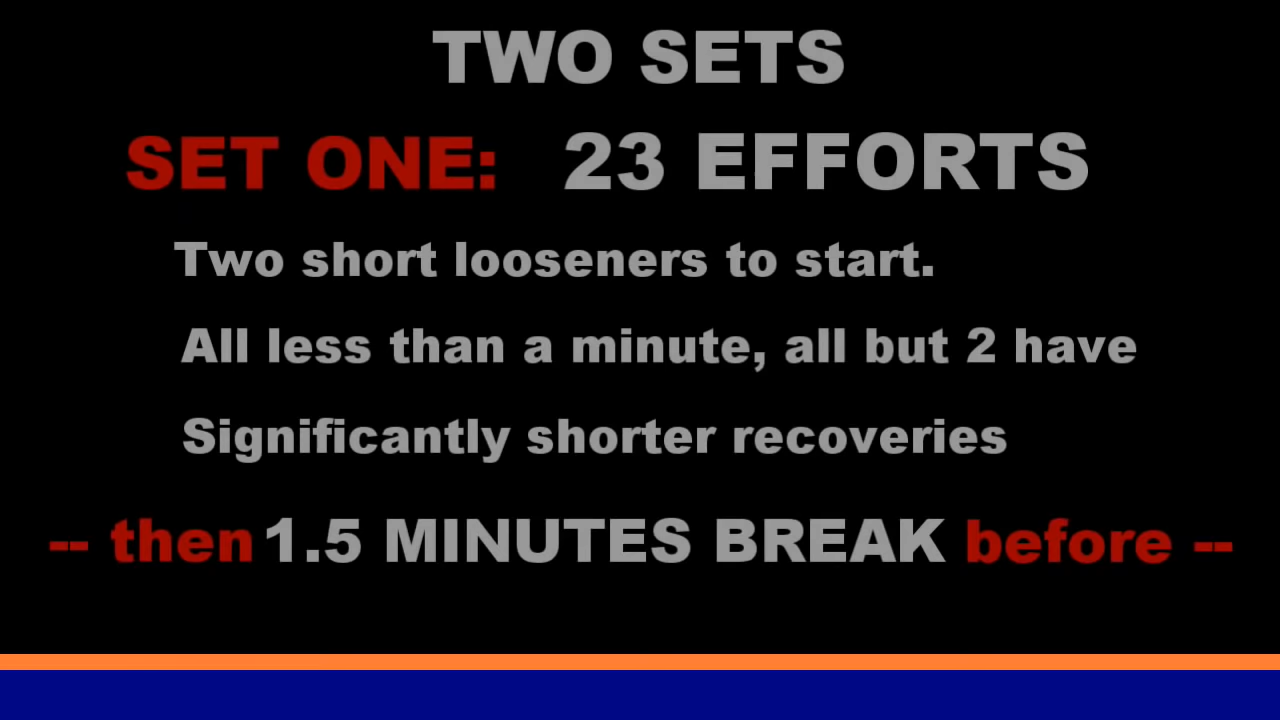 TWO SETS
SET ONE: 23 EFFORTS
Two short looseners to start.
All less than a minute, all but 2 have
Significantly shorter recoveries
-- then 1.5 MINUTES BREAK before --